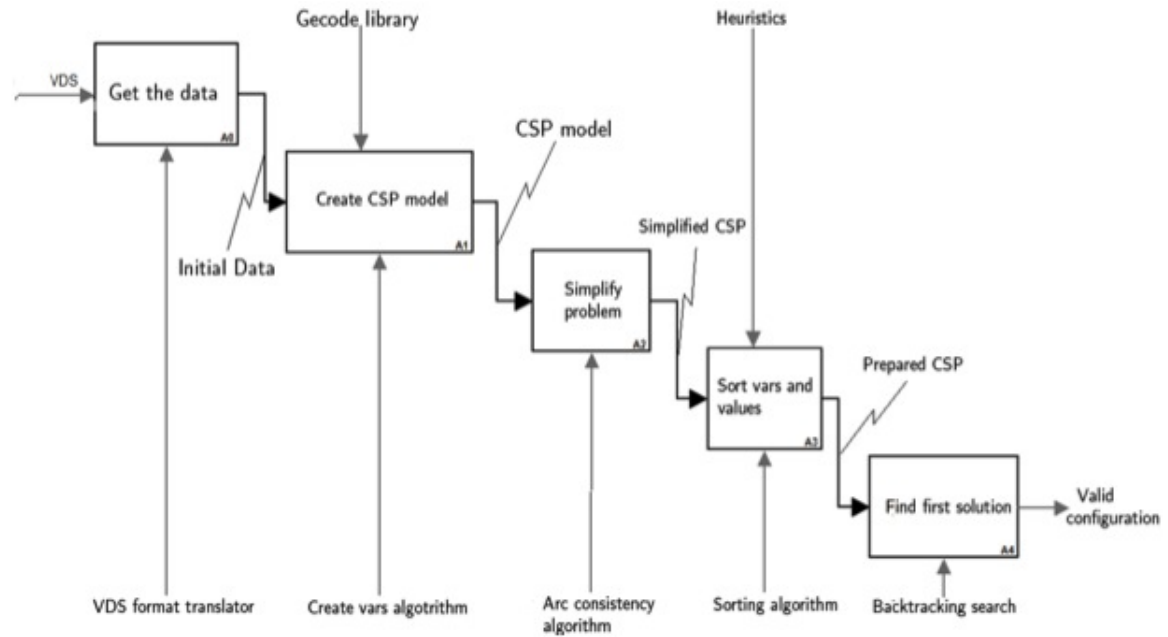 Gecode library
Heuristics
VDS
Get the data
A0
CSP model
Create CSP model
A1
Simplified CSP
Initial Data
Simplify
problem
A2
Prepared CSP
Sort vars and
values
A3
Find first solution
A4
Valid
configuration
VDS format translator
Create vars algotrithm
Arc consistency
algorithm
Sorting algorithm
Backtracking search